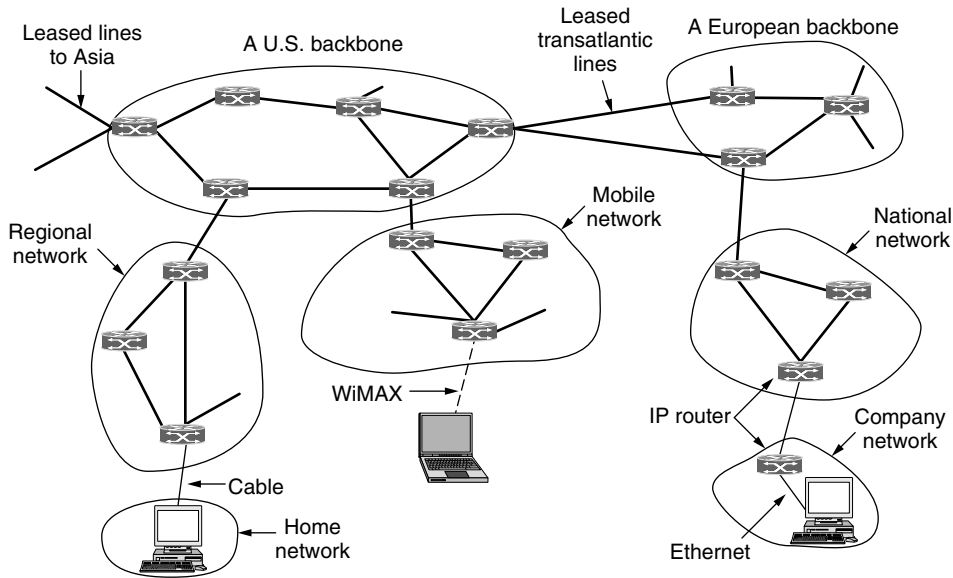 Leased lines
to Asia
A U.S. backbone
Leased
transatlantic
lines
A European backbone
Regional
network
Mobile
network
National
network
WiMAX
IP router
Company
network
Cable
Home
network
Ethernet